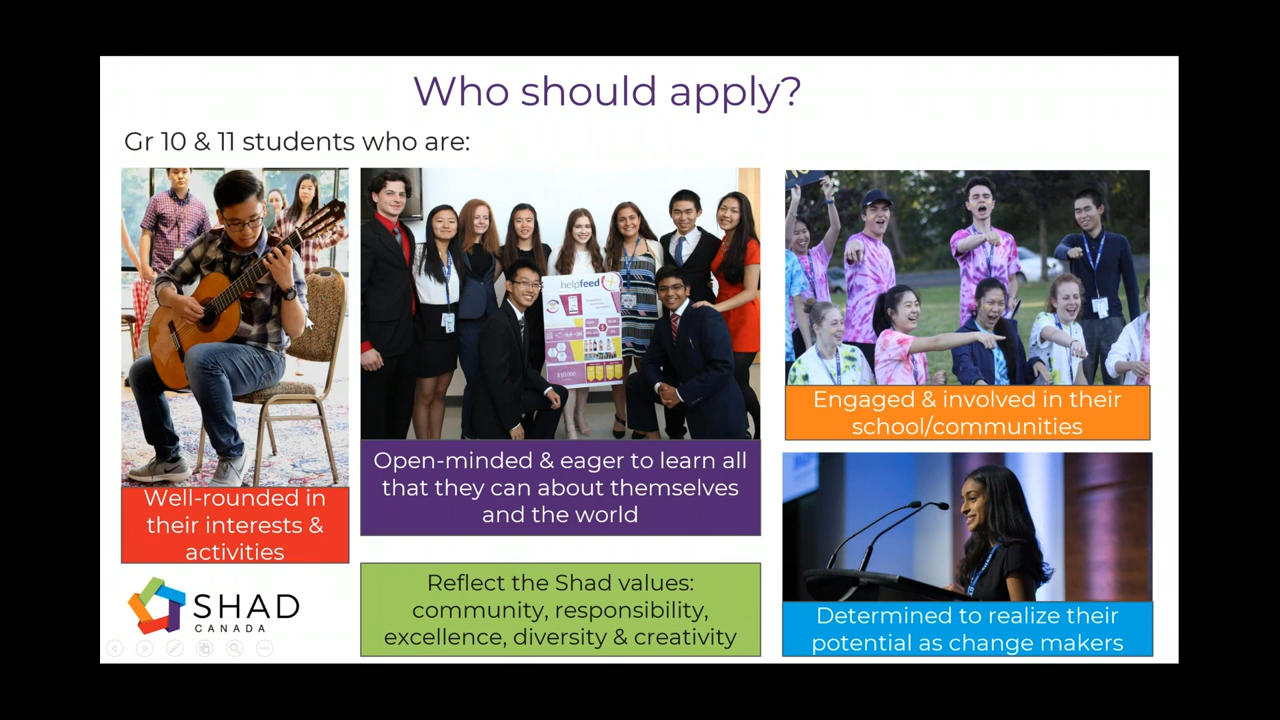 Who should apply?
Gr 10 & 11 students who are:
Well-rounded in
their interests &
activities
helpfeed
Open-minded & eager to learn all
that they can about themselves
and the world
Reflect the Shad values:
community, responsibility,
excellence, diversity & creativity
Engaged & involved in their
school/communities
Determined to realize their
potential as change makers
SHAD
CANADA